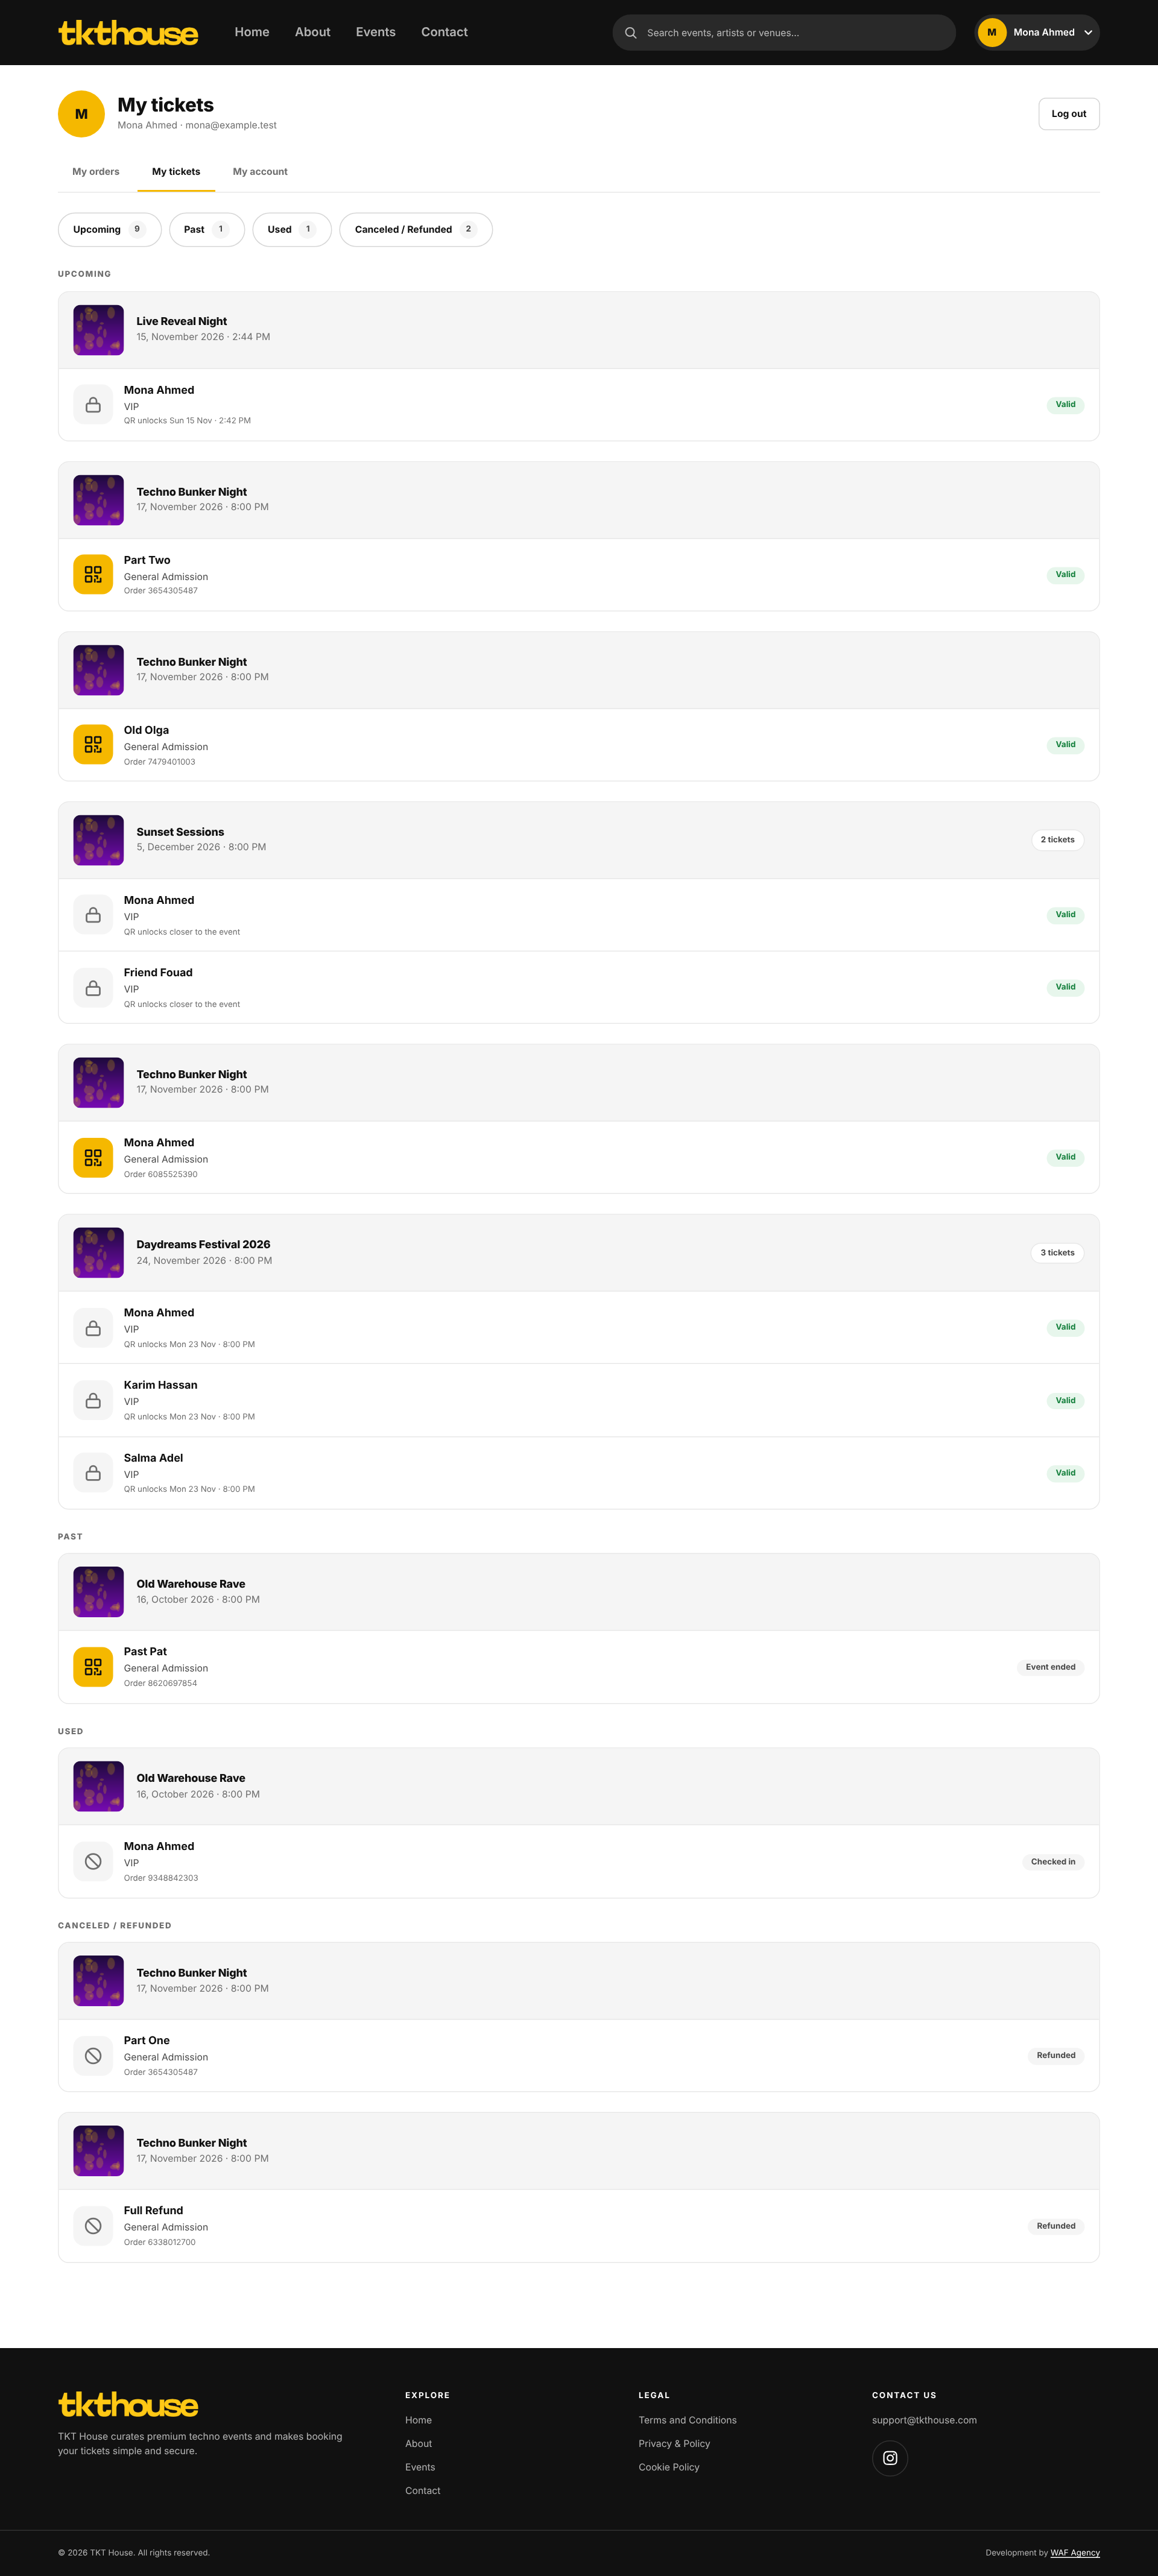 tkthouse
Home About Events Contact
Search events, artists or venues...
M Mona Ahmed
M
My tickets
Mona Ahmed · mona@example.test
Log out
My orders My tickets My account
Upcoming 9 Past 1 Used 1 Canceled / Refunded 2
UPCOMING
Live Reveal Night
15, November 2026 · 2:44 PM
Mona Ahmed
VIP
QR unlocks Sun 15 Nov · 2:42 PM
Valid
Techno Bunker Night
17, November 2026 · 8:00 PM
Part Two
General Admission
Order 3654305487
Valid
Techno Bunker Night
17, November 2026 · 8:00 PM
Old Olga
General Admission
Order 7479401003
Valid
Sunset Sessions
5, December 2026 · 8:00 PM
2 tickets
Mona Ahmed
VIP
QR unlocks closer to the event
Valid
Friend Fouad
VIP
QR unlocks closer to the event
Valid
Techno Bunker Night
17, November 2026 · 8:00 PM
Mona Ahmed
General Admission
Order 6085525390
Valid
Daydreams Festival 2026
24, November 2026 · 8:00 PM
3 tickets
Mona Ahmed
VIP
QR unlocks Mon 23 Nov · 8:00 PM
Valid
Karim Hassan
VIP
QR unlocks Mon 23 Nov · 8:00 PM
Valid
Salma Adel
VIP
QR unlocks Mon 23 Nov · 8:00 PM
Valid
PAST
Old Warehouse Rave
16, October 2026 · 8:00 PM
Past Pat
General Admission
Order 8620697854
Event ended
USED
Old Warehouse Rave
16, October 2026 · 8:00 PM
Mona Ahmed
VIP
Order 9348842303
Checked in
CANCELED / REFUNDED
Techno Bunker Night
17, November 2026 · 8:00 PM
Part One
General Admission
Order 3654305487
Refunded
Techno Bunker Night
17, November 2026 · 8:00 PM
Full Refund
General Admission
Order 6338012700
Refunded
tkthouse
TKT House curates premium techno events and makes booking
your tickets simple and secure.
EXPLORE
Home
About
Events
Contact
LEGAL
Terms and Conditions
Privacy & Policy
Cookie Policy
CONTACT US
support@tkthouse.com
© 2026 TKT House. All rights reserved.
Development by WAF Agency